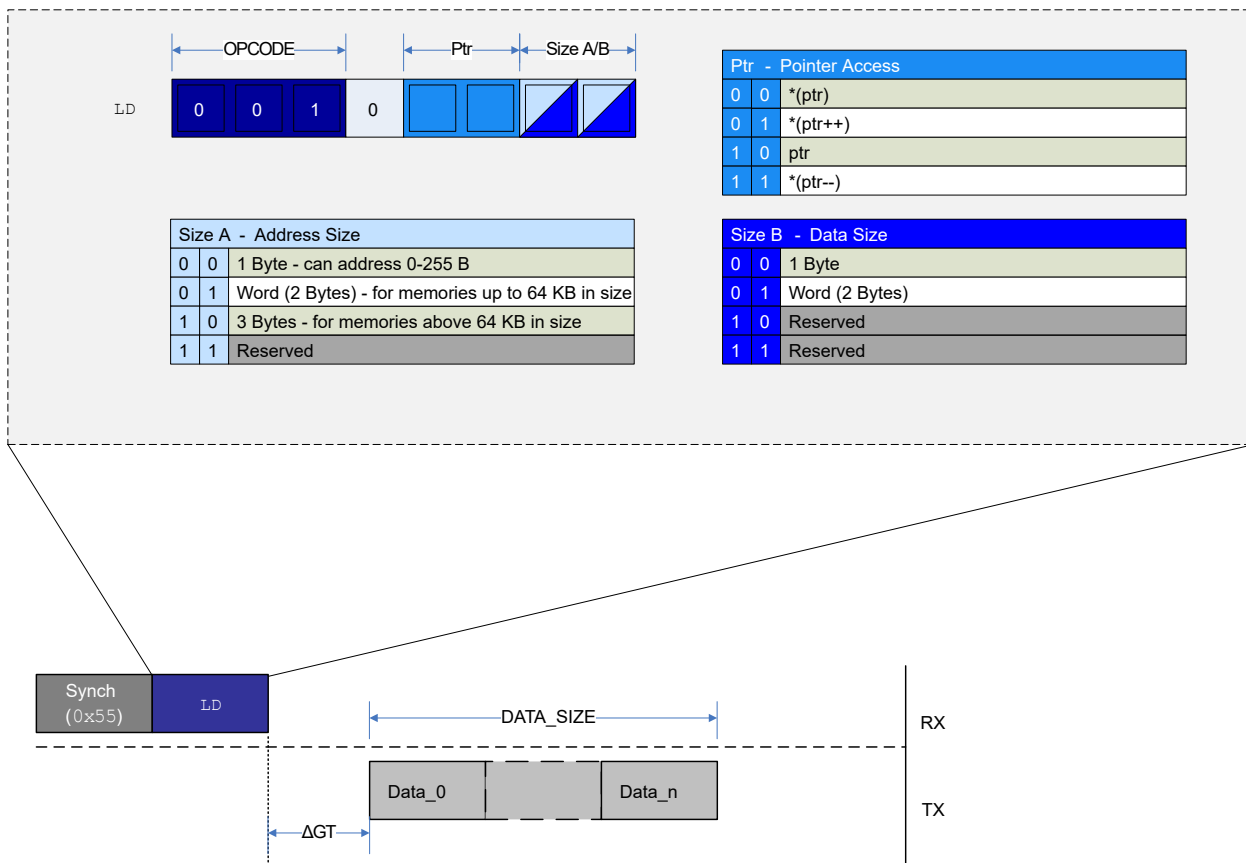 OPCODE Ptr Size A/B
LD 0 0 1 0
Ptr - Pointer Access
0 0 *(ptr)
0 1 *(ptr++)
1 0 ptr
1 1 *(ptr--)
Size A - Address Size
0 0 1 Byte - can address 0-255 B
0 1 Word (2 Bytes) - for memories up to 64 KB in size
1 0 3 Bytes - for memories above 64 KB in size
1 1 Reserved
Size B - Data Size
0 0 1 Byte
0 1 Word (2 Bytes)
1 0 Reserved
1 1 Reserved
Synch
(0x55)
LD
DATA_SIZE
RX
Data_0 Data_n
TX
ΔGT